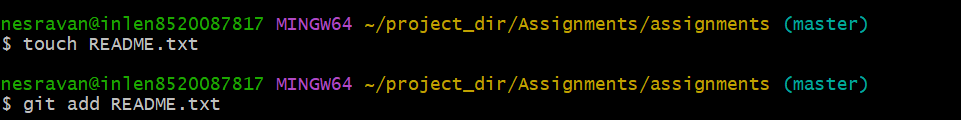 nesravan@inlen8520087817 MINGW64 ~/project_dir/Assignments/assignments (master)
$ touch README.txt
nesravan@inlen8520087817 MINGW64 ~/project_dir/Assignments/assignments (master)
$ git add README.txt